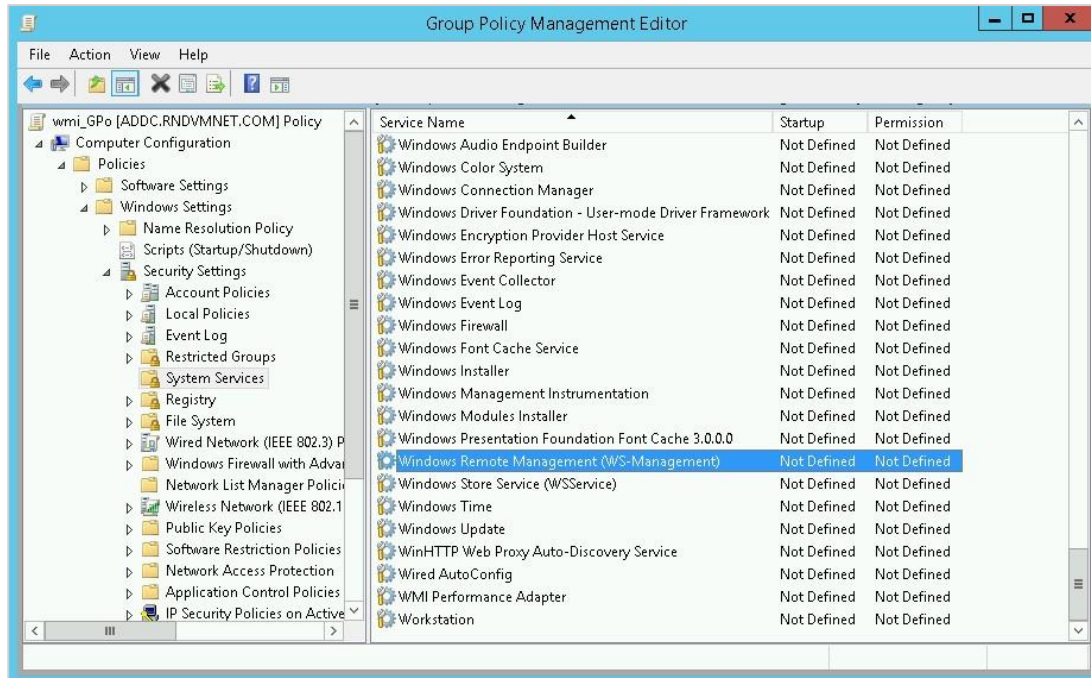 Group Policy Management Editor
File Action View Help
wmi_GPo [ADDC.RNDVMNET.COM] Policy
Computer Configuration
Policies
Software Settings
Windows Settings
Name Resolution Policy
Scripts (Startup/Shutdown)
Security Settings
Account Policies
Local Policies
Event Log
Restricted Groups
System Services
Registry
File System
Wired Network (IEEE 802.3) P
Windows Firewall with Advan
Network List Manager Polici
Wireless Network (IEEE 802.1
Public Key Policies
Software Restriction Policies
Network Access Protection
Application Control Policies
IP Security Policies on Active
Service Name Startup Permission
Windows Audio Endpoint Builder Not Defined Not Defined
Windows Color System Not Defined Not Defined
Windows Connection Manager Not Defined Not Defined
Windows Driver Foundation - User-mode Driver Framework Not Defined Not Defined
Windows Encryption Provider Host Service Not Defined Not Defined
Windows Error Reporting Service Not Defined Not Defined
Windows Event Collector Not Defined Not Defined
Windows Event Log Not Defined Not Defined
Windows Firewall Not Defined Not Defined
Windows Font Cache Service Not Defined Not Defined
Windows Installer Not Defined Not Defined
Windows Management Instrumentation Not Defined Not Defined
Windows Modules Installer Not Defined Not Defined
Windows Presentation Foundation Font Cache 3.0.0.0 Not Defined Not Defined
Windows Remote Management (WS-Management) Not Defined Not Defined
Windows Store Service (WSService) Not Defined Not Defined
Windows Time Not Defined Not Defined
Windows Update Not Defined Not Defined
WinHTTP Web Proxy Auto-Discovery Service Not Defined Not Defined
Wired AutoConfig Not Defined Not Defined
WMI Performance Adapter Not Defined Not Defined
Workstation Not Defined Not Defined